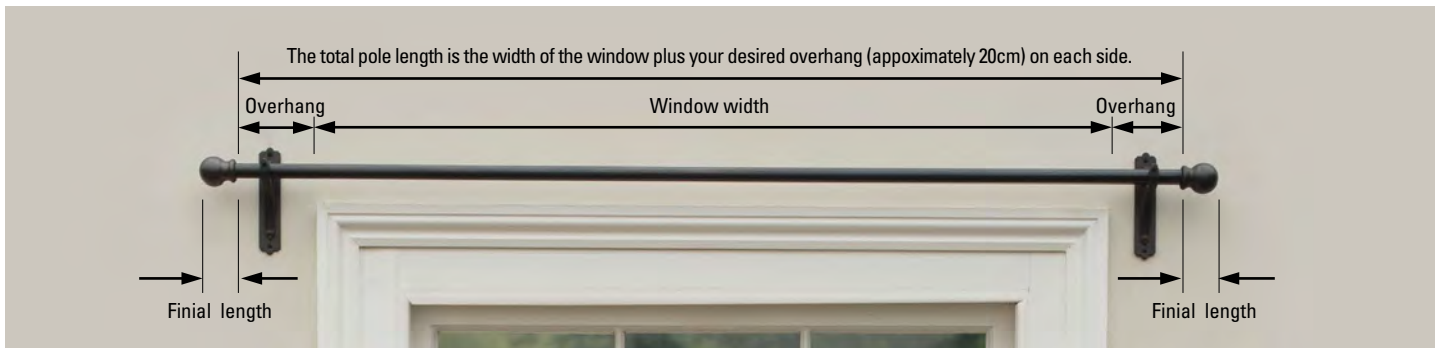 The total pole length is the width of the window plus your desired overhang (appoximately 20cm) on each side.
Overhang
Window width
Overhang
Finial length
Finial length